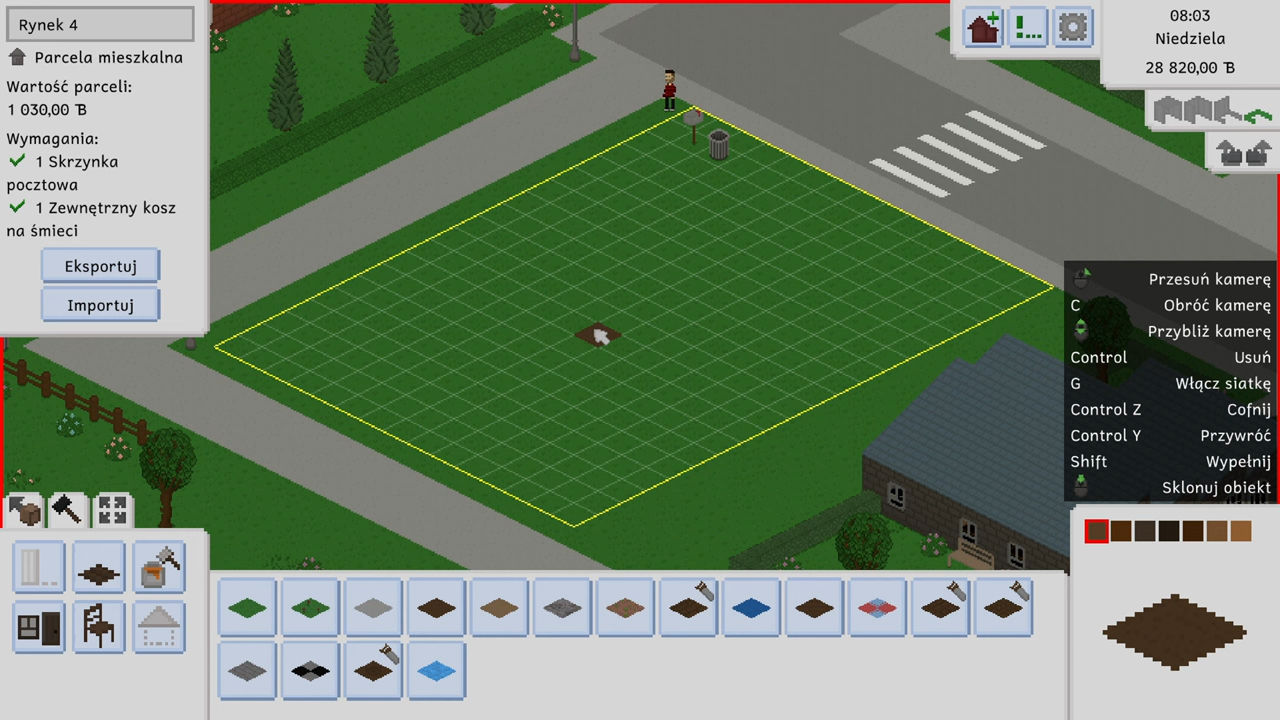 Rynek 4
Parcela mieszkalna
Wartość parceli:
1 030,00 ₸
Wymagania:
1 Skrzynka
pocztowa
1 Zewnętrzny kosz
na śmieci
Eksportuj
Importuj
08:03
Niedziela
28 820,00 ₸
Przesuń kamerę
C Obróć kamerę
Przybliż kamerę
Control Usuń
G Włącz siatkę
Control Z Cofnij
Control Y Przywróć
Shift Wypełnij
Sklonuj obiekt